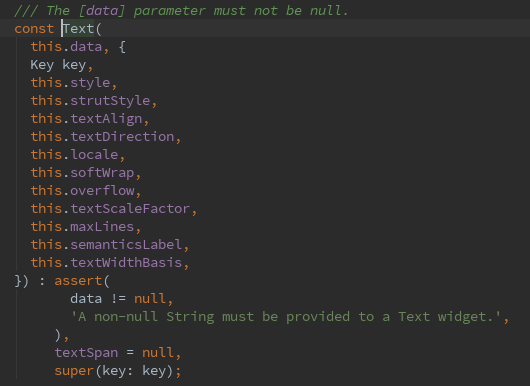 /// The [data] parameter must not be null.
const Text(
  this.data, {
  Key key,
  this.style,
  this.strutStyle,
  this.textAlign,
  this.textDirection,
  this.locale,
  this.softWrap,
  this.overflow,
  this.textScaleFactor,
  this.maxLines,
  this.semanticsLabel,
  this.textWidthBasis,
}) : assert(
       data != null,
       'A non-null String must be provided to a Text widget.',
     ),
     textSpan = null,
     super(key: key);